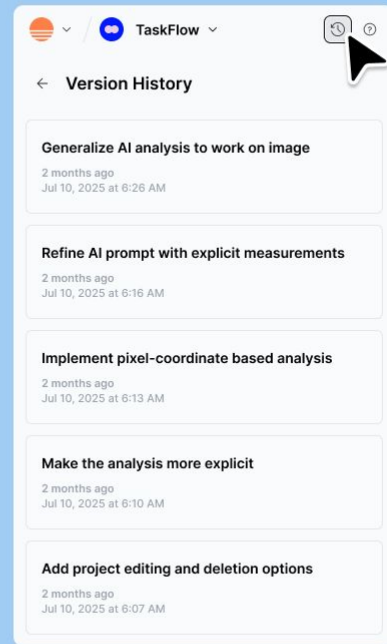 TaskFlow
Version History
Generalize AI analysis to work on image
2 months ago
Jul 10, 2025 at 6:26 AM
Refine AI prompt with explicit measurements
2 months ago
Jul 10, 2025 at 6:16 AM
Implement pixel-coordinate based analysis
2 months ago
Jul 10, 2025 at 6:13 AM
Make the analysis more explicit
2 months ago
Jul 10, 2025 at 6:10 AM
Add project editing and deletion options
2 months ago
Jul 10, 2025 at 6:07 AM